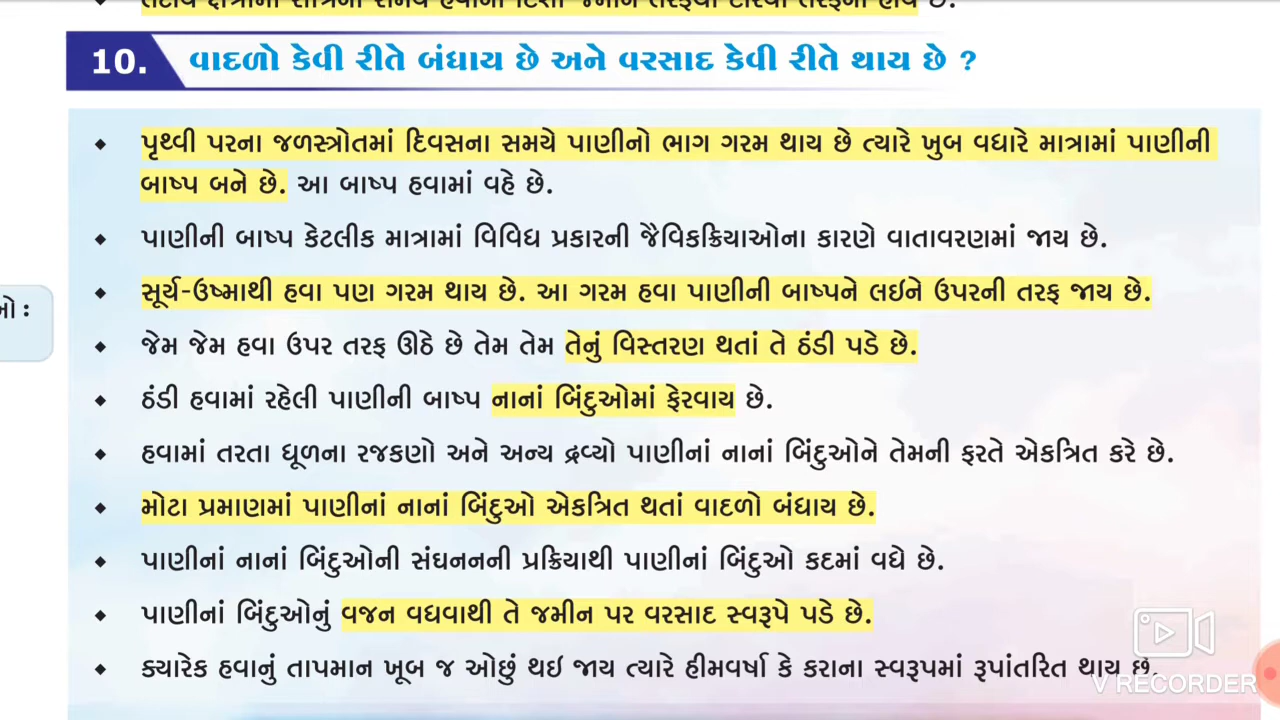 10. વાદળો કેવી રીતે બંધાય છે અને વરસાદ કેવી રીતે થાય છે ?
◆ પૃથ્વી પરના જળસ્ત્રોતમાં દિવસના સમયે પાણીનો ભાગ ગરમ થાય છે ત્યારે ખુબ વધારે માત્રામાં પાણીની
બાષ્પ બને છે. આ બાષ્પ હવામાં વહે છે.
◆ પાણીની બાષ્પ કેટલીક માત્રામાં વિવિધ પ્રકારની જૈવિકક્રિયાઓના કારણે વાતાવરણમાં જાય છે.
ઓ:
◆ સૂર્ય-ઉષ્માથી હવા પણ ગરમ થાય છે. આ ગરમ હવા પાણીની બાષ્પને લઇને ઉપરની તરફ જાય છે.
◆ જેમ જેમ હવા ઉપર તરફ ઊઠે છે તેમ તેમ તેનું વિસ્તરણ થતાં તે ઠંડી પડે છે.
◆ ઠંડી હવામાં રહેલી પાણીની બાષ્પ નાનાં બિંદુઓમાં ફેરવાય છે.
◆ હવામાં તરતા ધૂળના રજકણો અને અન્ય દ્રવ્યો પાણીનાં નાનાં બિંદુઓને તેમની ફરતે એકત્રિત કરે છે.
◆ મોટા પ્રમાણમાં પાણીનાં નાનાં બિંદુઓ એકત્રિત થતાં વાદળો બંધાય છે.
◆ પાણીનાં નાનાં બિંદુઓની સંઘનનની પ્રક્રિયાથી પાણીનાં બિંદુઓ કદમાં વધે છે.
◆ પાણીનાં બિંદુઓનું વજન વધવાથી તે જમીન પર વરસાદ સ્વરૂપે પડે છે.
◆ ક્યારેક હવાનું તાપમાન ખૂબ જ ઓછું થઇ જાય ત્યારે હીમવર્ષા કે કરાના સ્વરૂપમાં રૂપાંતરિત થાય છે.
V RECORDER